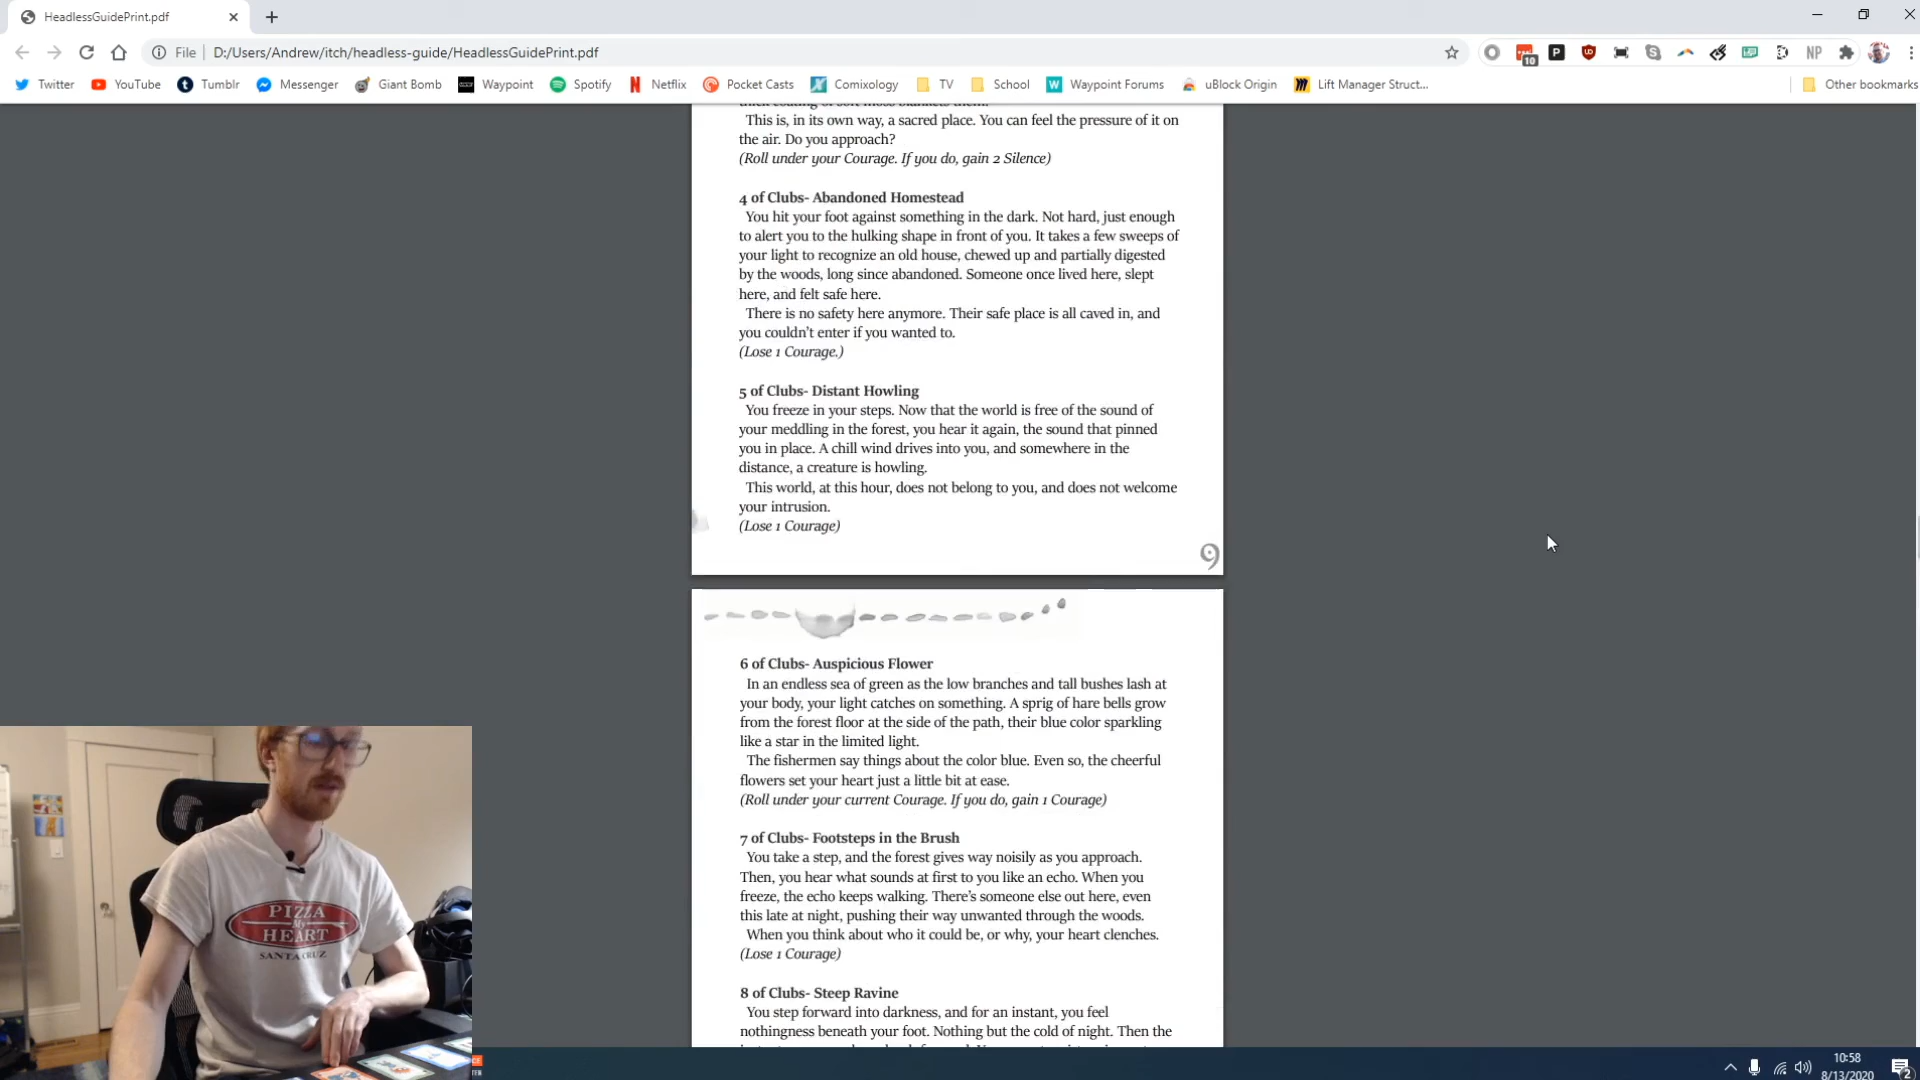 HeadlessGuidePrint.pdf
File D:/Users/Andrew/itch/headless-guide/HeadlessGuidePrint.pdf
10
NP
Twitter YouTube Tumblr Messenger Giant Bomb Waypoint Spotify Netflix Pocket Casts Comixology TV School Waypoint Forums uBlock Origin Lift Manager Struct... Other bookmarks
This is, in its own way, a sacred place. You can feel the pressure of it on
the air. Do you approach?
(Roll under your Courage. If you do, gain 2 Silence)
4 of Clubs- Abandoned Homestead
You hit your foot against something in the dark. Not hard, just enough
to alert you to the hulking shape in front of you. It takes a few sweeps of
your light to recognize an old house, chewed up and partially digested
by the woods, long since abandoned. Someone once lived here, slept
here, and felt safe here.
There is no safety here anymore. Their safe place is all caved in, and
you couldn't enter if you wanted to.
(Lose 1 Courage.)
5 of Clubs- Distant Howling
You freeze in your steps. Now that the world is free of the sound of
your meddling in the forest, you hear it again, the sound that pinned
you in place. A chill wind drives into you, and somewhere in the
distance, a creature is howling.
This world, at this hour, does not belong to you, and does not welcome
your intrusion.
(Lose 1 Courage)
9
6 of Clubs- Auspicious Flower
In an endless sea of green as the low branches and tall bushes lash at
your body, your light catches on something. A sprig of hare bells grow
from the forest floor at the side of the path, their blue color sparkling
like a star in the limited light.
The fishermen say things about the color blue. Even so, the cheerful
flowers set your heart just a little bit at ease.
(Roll under your current Courage. If you do, gain 1 Courage)
7 of Clubs- Footsteps in the Brush
You take a step, and the forest gives way noisily as you approach.
Then, you hear what sounds at first to you like an echo. When you
freeze, the echo keeps walking. There's someone else out here, even
this late at night, pushing their way unwanted through the woods.
When you think about who it could be, or why, your heart clenches.
(Lose 1 Courage)
8 of Clubs- Steep Ravine
You step forward into darkness, and for an instant, you feel
nothingness beneath your foot. Nothing but the cold of night. Then the
PIZZA
My
HEART
SANTA CRUZ
10:58
8/13/2020
2